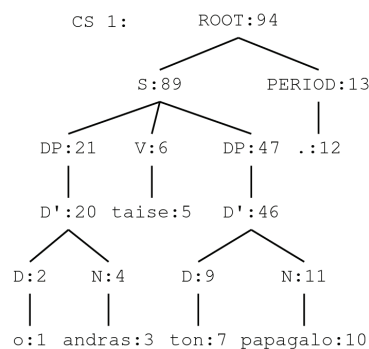 CS 1: ROOT:94
S:89 PERIOD:13
DP:21 V:6 DP:47 .:12
D':20 taise:5 D':46
D:2 N:4 D:9 N:11
o:1 andras:3 ton:7 papagalo:10